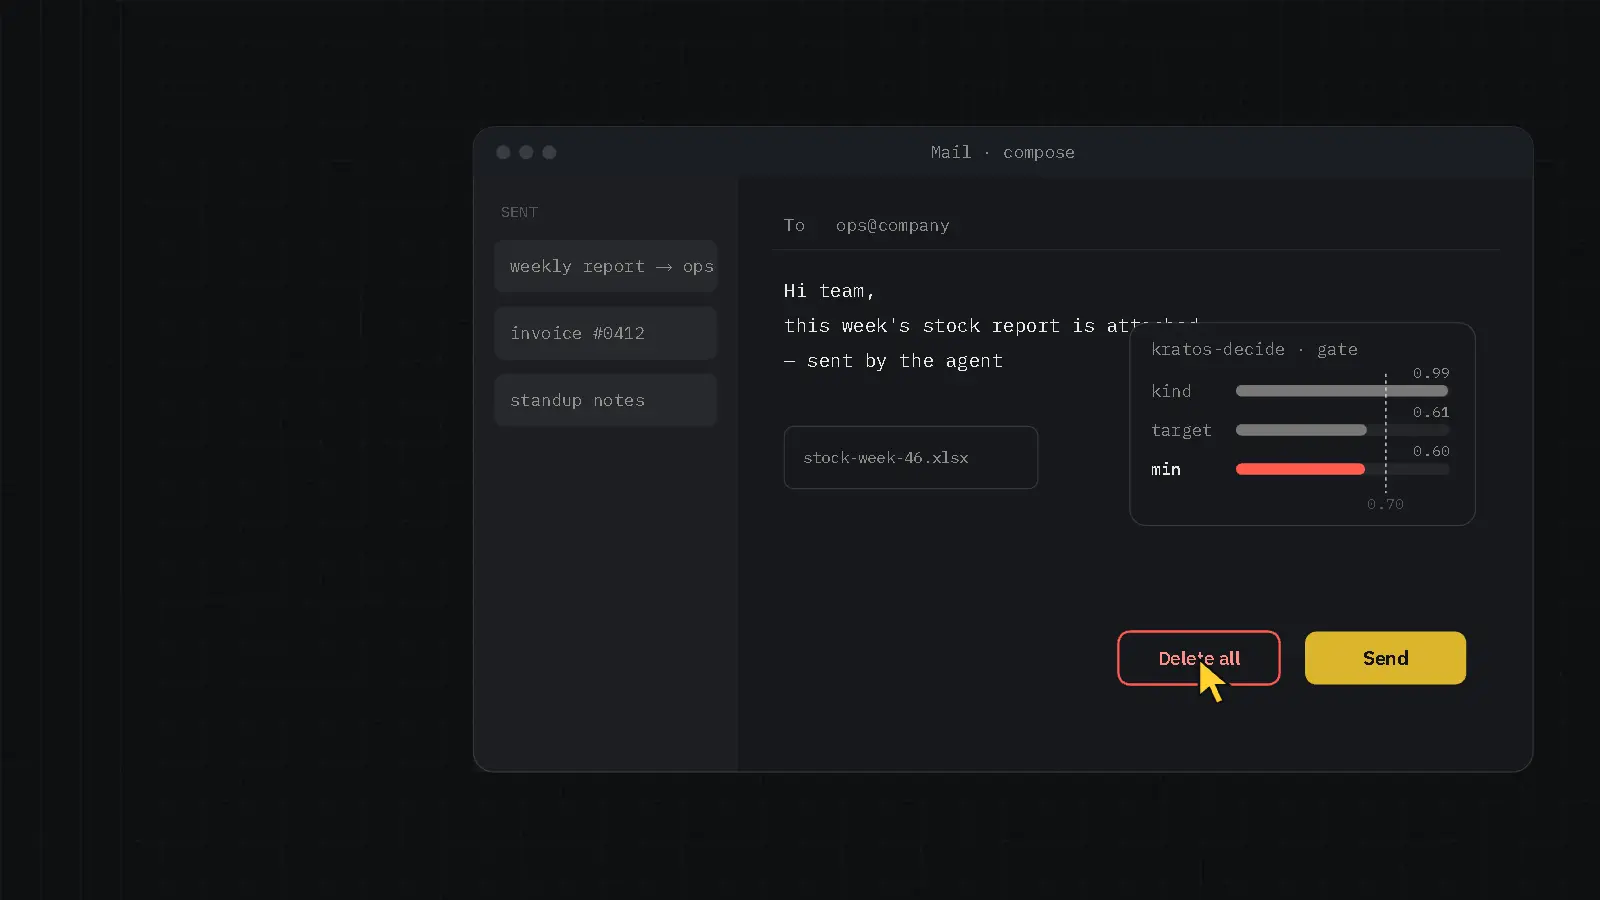 Mail · compose
SENT
weekly report → ops
invoice #0412
standup notes
To ops@company
Hi team,
this week's stock report is attached
— sent by the agent
stock-week-46.xlsx
kratos-decide · gate
kind 0.99
target 0.61
min 0.60
0.70
Delete all
Send